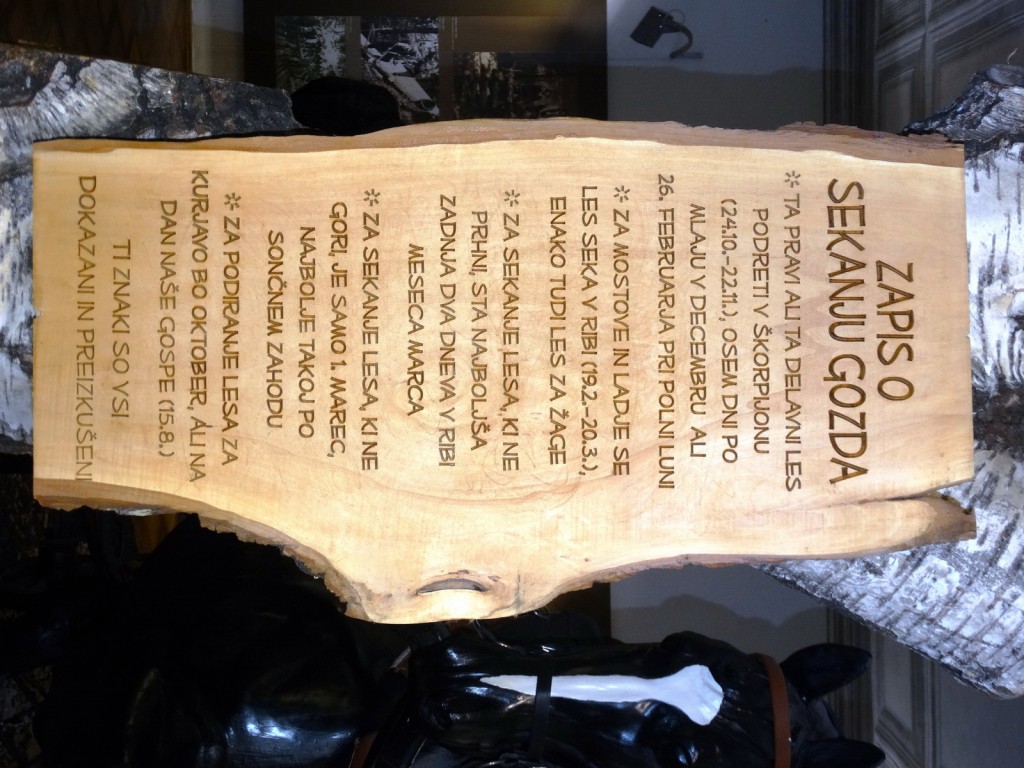 ZAPIS O
SEKANJU GOZDA
* TA PRAVI ALI TA DELAVNI LES
PODRETI V ŠKORPIJONU
(24.10.-22.11.), OSEM DNI PO
MLAJU V DECEMBRU ALI
26. FEBRUARJA PRI POLNI LUNI
* ZA MOSTOVE IN LADJE SE
LES SEKA V RIBI (19.2.-20.3.),
ENAKO TUDI LES ZA ŽAGE
* ZA SEKANJE LESA, KI NE
PRHNI, STA NAJBOLJŠA
ZADNJA DVA DNEVA V RIBI
MESECA MARCA
* ZA SEKANJE LESA, KI NE
GORI, JE SAMO 1. MAREC,
NAJBOLJE TAKOJ PO
SONČNEM ZAHODU
* ZA PODIRANJE LESA ZA
KURJAVO BO OKTOBER, ALI NA
DAN NAŠE GOSPE (15.8.)
TI ZNAKI SO VSI
DOKAZANI IN PREIZKUŠENI